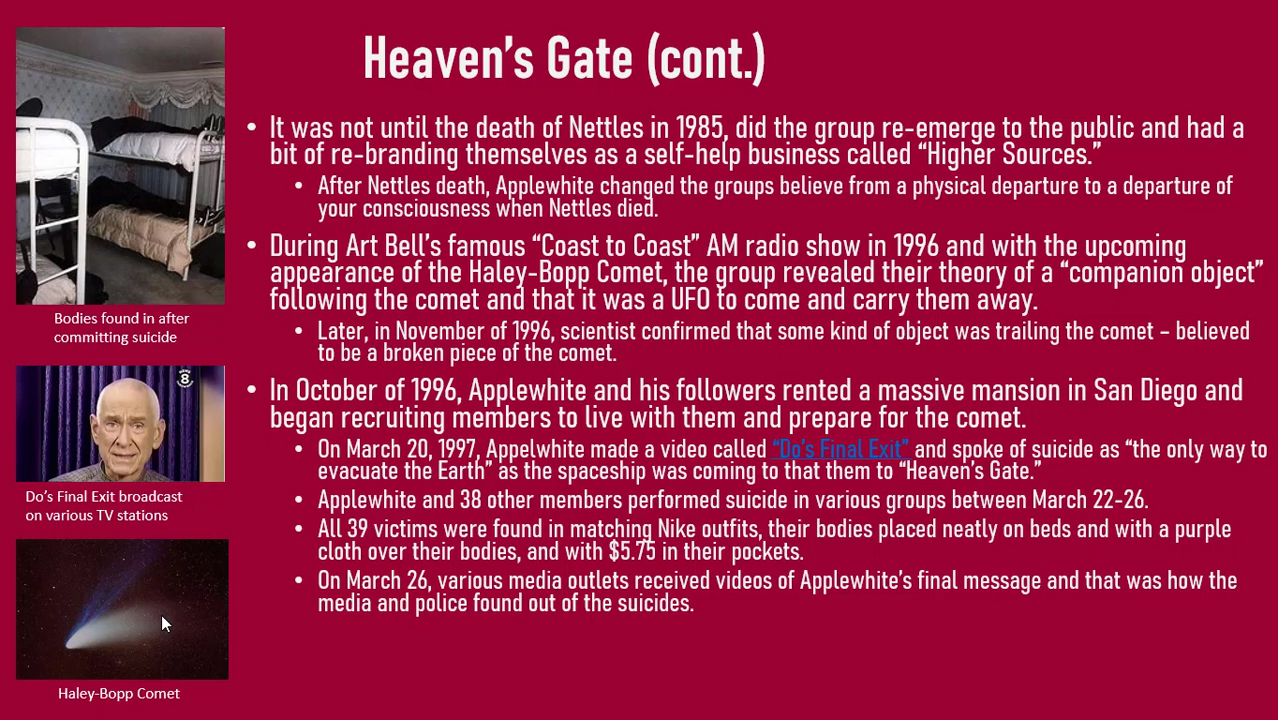 Heaven's Gate (cont.)
• It was not until the death of Nettles in 1985, did the group re-emerge to the public and had a
bit of re-branding themselves as a self-help business called “Higher Sources.”
• After Nettles death, Applewhite changed the groups believe from a physical departure to a departure of
your consciousness when Nettles died.
• During Art Bell's famous “Coast to Coast” AM radio show in 1996 and with the upcoming
appearance of the Haley-Bopp Comet, the group revealed their theory of a “companion object”
following the comet and that it was a UFO to come and carry them away.
• Later, in November of 1996, scientist confirmed that some kind of object was trailing the comet – believed
to be a broken piece of the comet.
• In October of 1996, Applewhite and his followers rented a massive mansion in San Diego and
began recruiting members to live with them and prepare for the comet.
• On March 20, 1997, Appelwhite made a video called “Do's Final Exit” and spoke of suicide as “the only way to
evacuate the Earth” as the spaceship was coming to that them to “Heaven's Gate.”
• Applewhite and 38 other members performed suicide in various groups between March 22-26.
• All 39 victims were found in matching Nike outfits, their bodies placed neatly on beds and with a purple
cloth over their bodies, and with $5.75 in their pockets.
• On March 26, various media outlets received videos of Applewhite's final message and that was how the
media and police found out of the suicides.
Bodies found in after
committing suicide
8
Do's Final Exit broadcast
on various TV stations
Haley-Bopp Comet